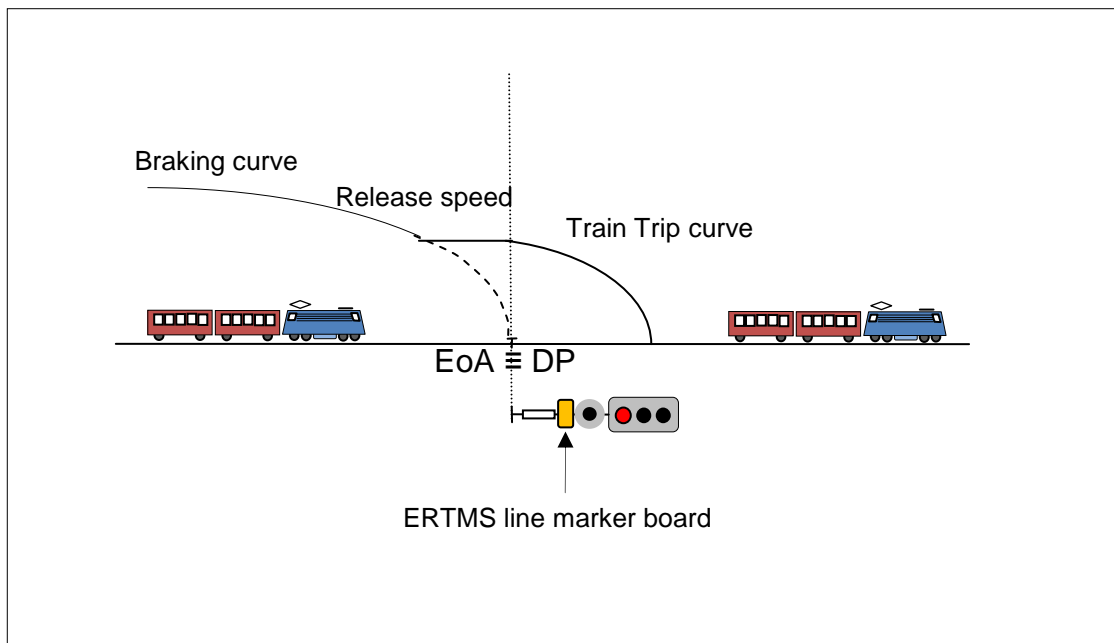 Braking curve
Release speed
Train Trip curve
EoA ≡ DP
ERTMS line marker board